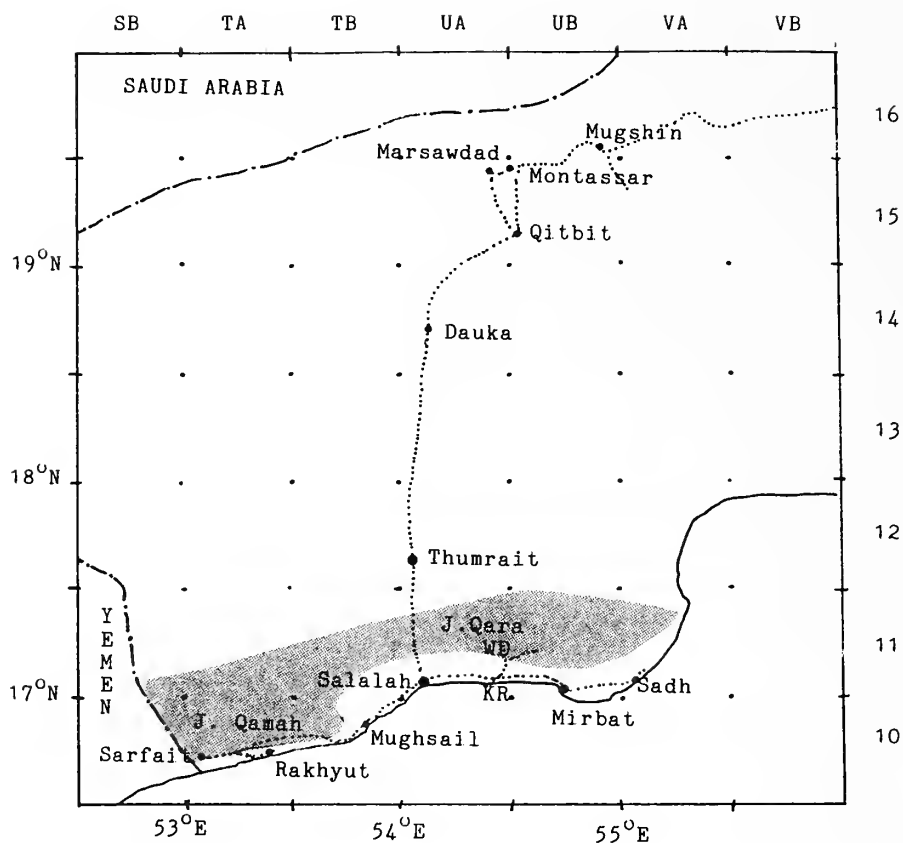 SB TA TB UA UB VA VB
SAUDI ARABIA
16
Mugshin
Marsawdad
Montassar
15
Qitbit
19°N
14
Dauka
13
18°N
12
Thumrait
YEMEN
J.Qara
WD
11
17°N
Salalah
KR
Sadh
Mirbat
J. Qamah
Mughsail
10
Sarfait
Rakhyut
53°E 54°E 55°E